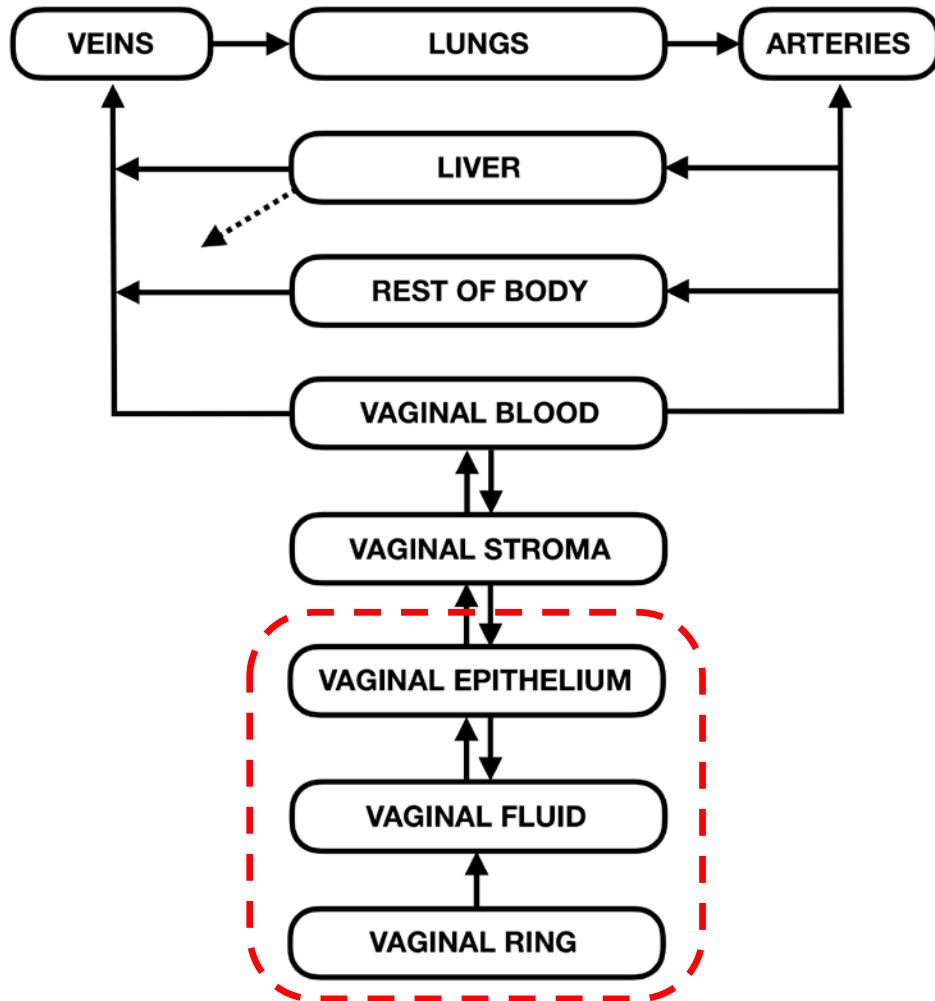 VEINS
LUNGS
ARTERIES
LIVER
REST OF BODY
VAGINAL BLOOD
VAGINAL STROMA
VAGINAL EPITHELIUM
VAGINAL FLUID
VAGINAL RING